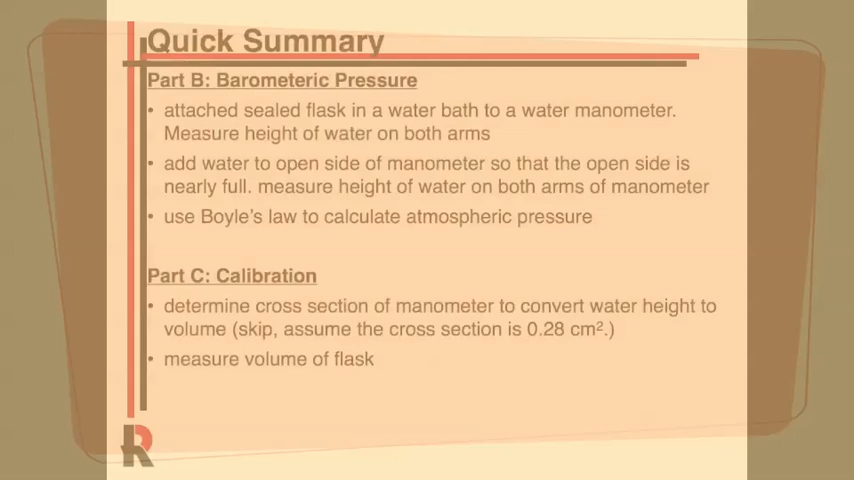 Quick Summary
Part B: Barometeric Pressure
• attached sealed flask in a water bath to a water manometer.
Measure height of water on both arms
• add water to open side of manometer so that the open side is
nearly full. measure height of water on both arms of manometer
• use Boyle's law to calculate atmospheric pressure
Part C: Calibration
• determine cross section of manometer to convert water height to
volume (skip, assume the cross section is 0.28 cm².)
• measure volume of flask